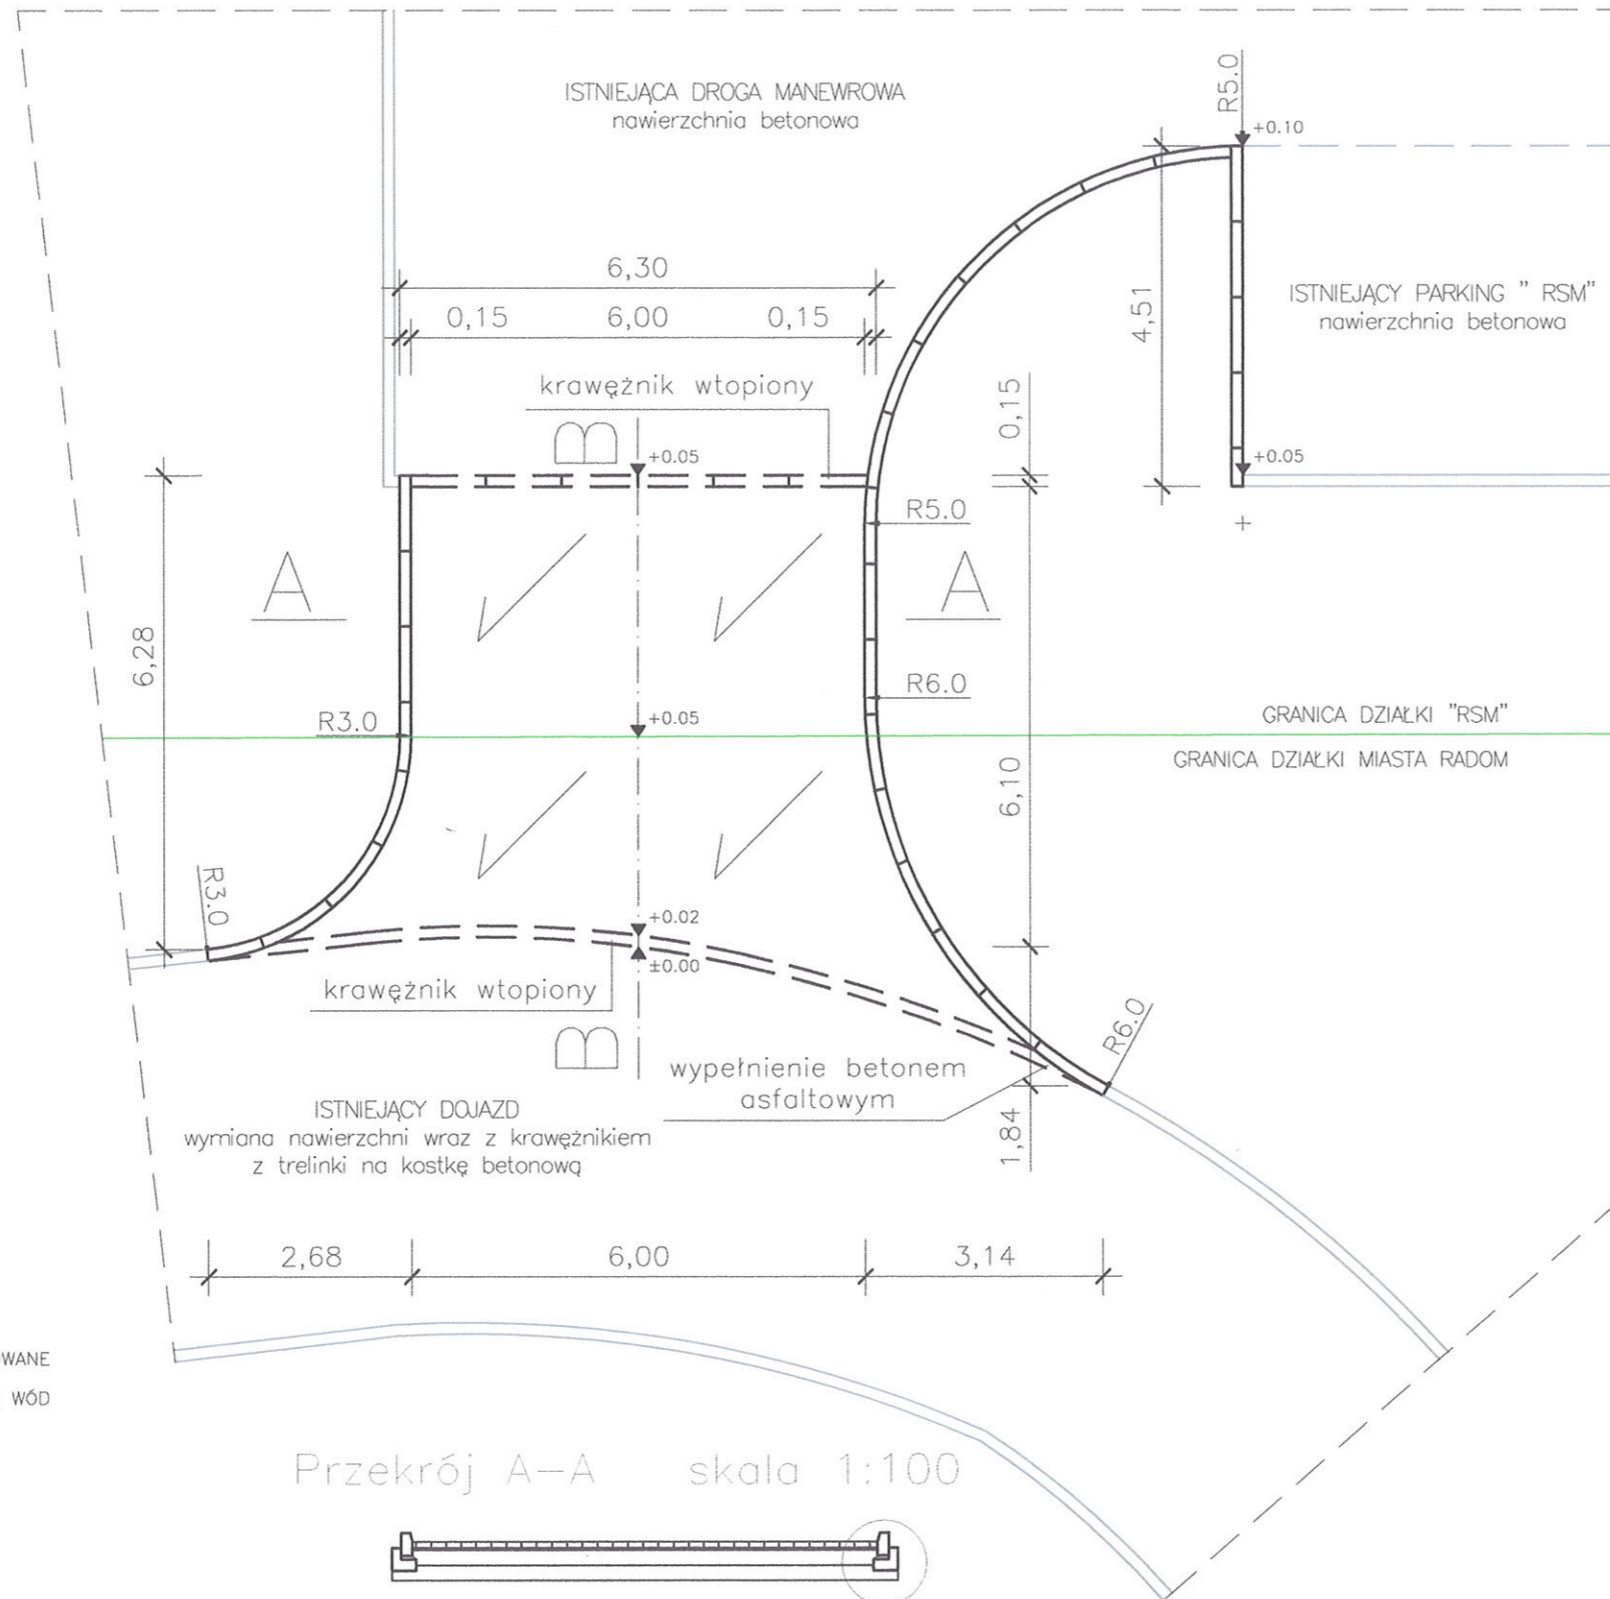 ISTNIEJĄCA DROGA MANEWROWA
nawierzchnia betonowa
R5.0
+0.10
6,30
0,15
6,00
0,15
4,51
ISTNIEJĄCY PARKING " RSM"
nawierzchnia betonowa
krawężnik wtopiony
0,15
B
+0.05
+0.05
R5.0
A
A
6,28
R6.0
R3.0
+0.05
GRANICA DZIAŁKI "RSM"
GRANICA DZIAŁKI MIASTA RADOM
6,10
R3.0
+0.02
±0.00
krawężnik wtopiony
B
R6.0
wypełnienie betonem
asfaltowym
ISTNIEJĄCY DOJAZD
wymiana nawierzchni wraz z krawężnikiem
z trelinki na kostkę betonową
1,84
2,68
6,00
3,14
OWANE
WÓD
Przekrój A-A skala 1:100